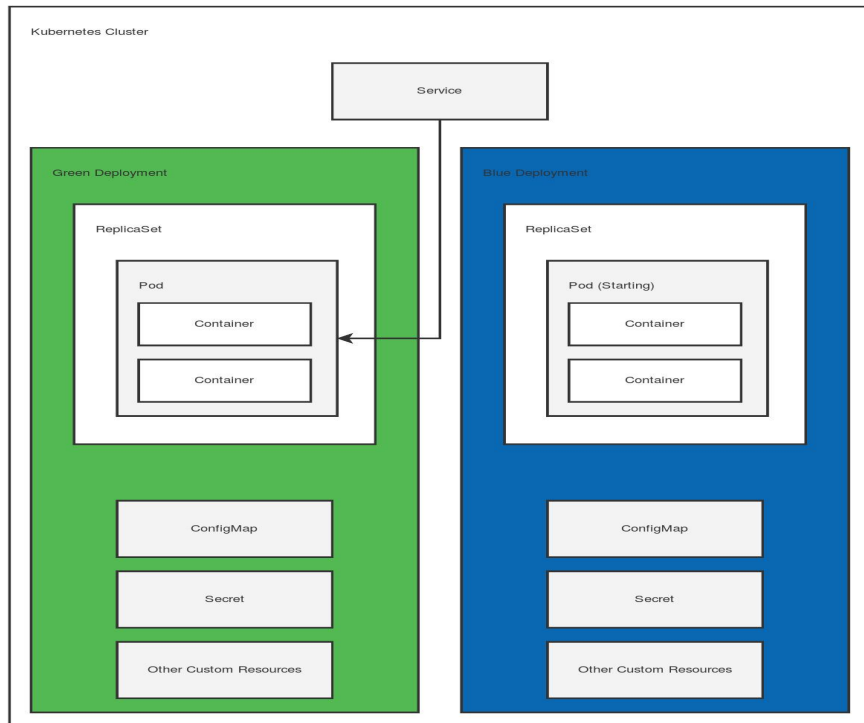 Kubernetes Cluster
Service
Green Deployment
ReplicaSet
Pod
Container
Container
ConfigMap
Secret
Other Custom Resources
Blue Deployment
ReplicaSet
Pod (Starting)
Container
Container
ConfigMap
Secret
Other Custom Resources